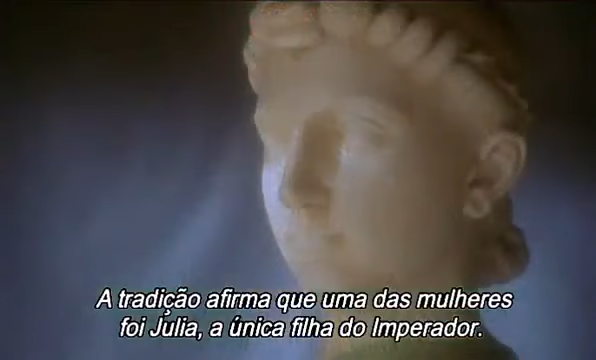 A tradição afirma que uma das mulheres
foi Julia, a única filha do Imperador.